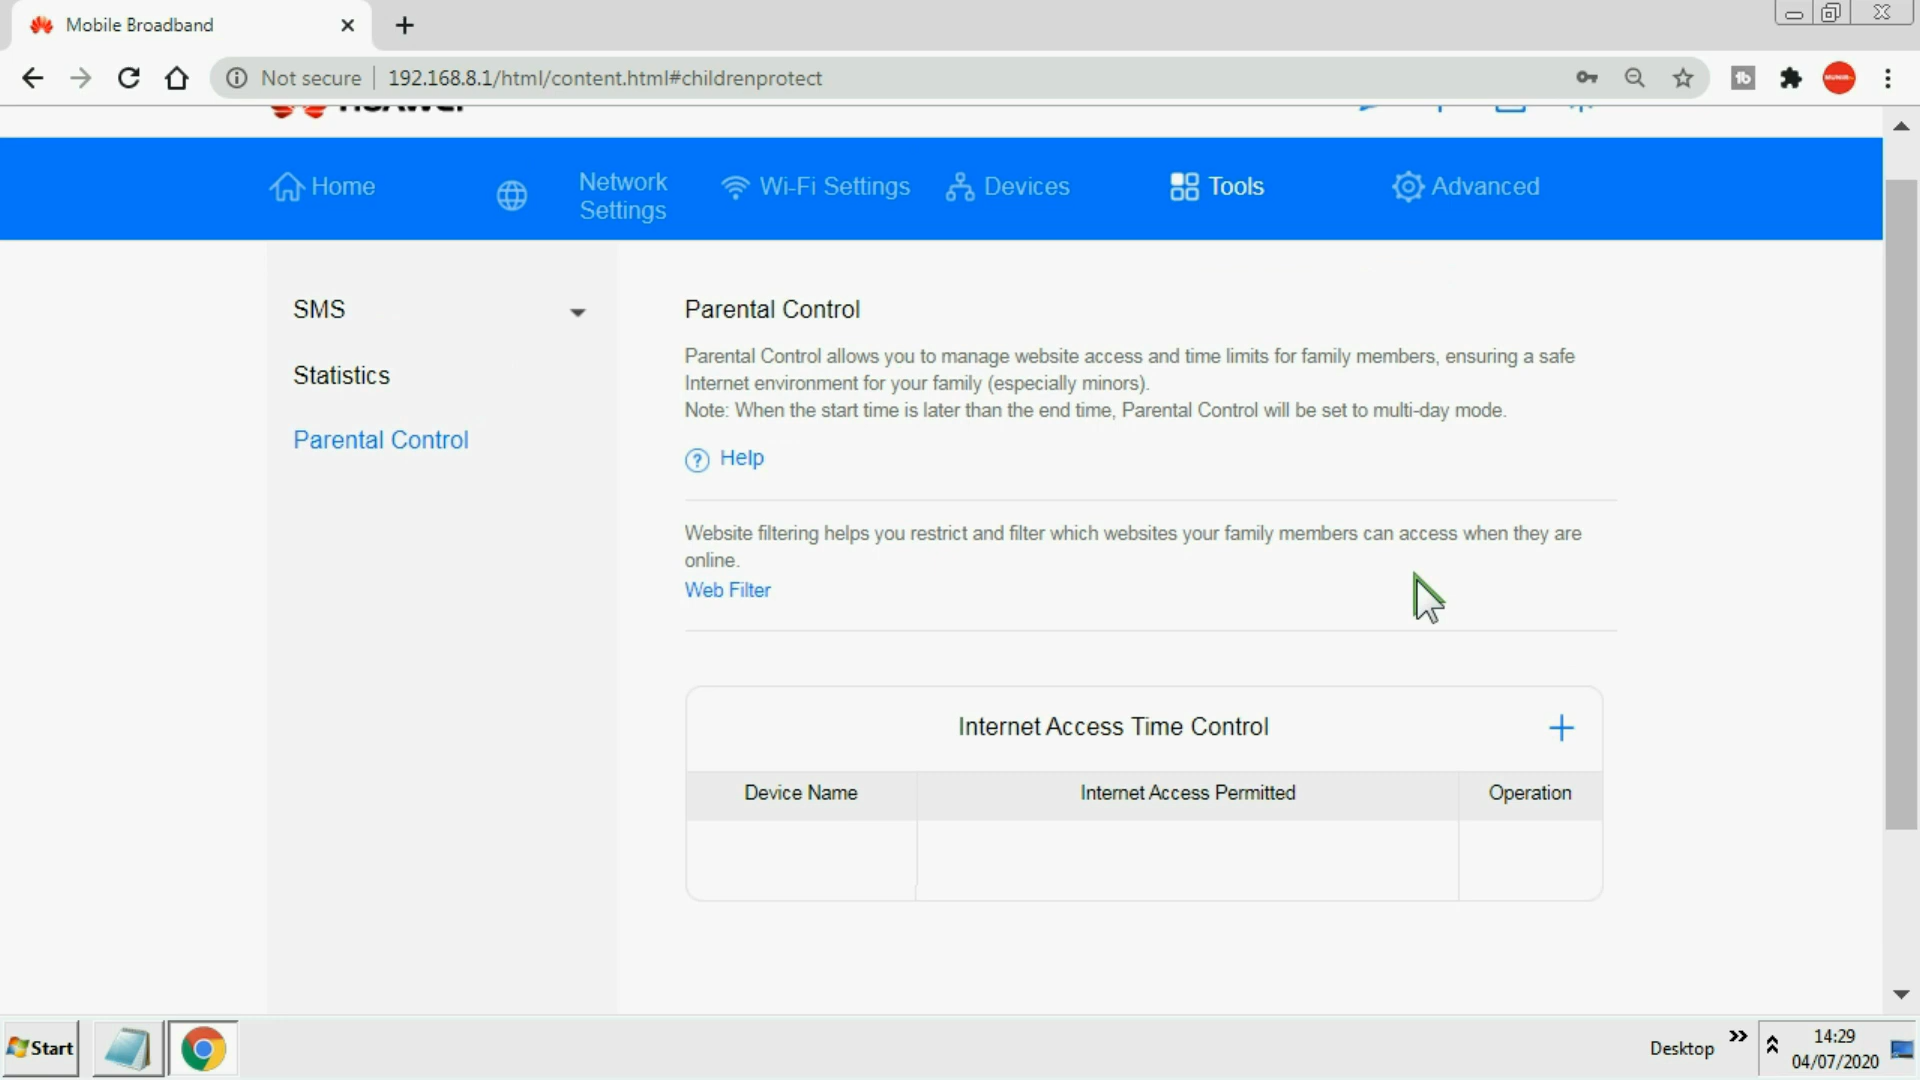 Mobile Broadband
Not secure
192.168.8.1/html/content.html#childrenprotect
HUAWEI
Home
Network
Settings
Wi-Fi Settings
Devices
Tools
Advanced
SMS
Statistics
Parental Control
Parental Control
Parental Control allows you to manage website access and time limits for family members, ensuring a safe
Internet environment for your family (especially minors).
Note: When the start time is later than the end time, Parental Control will be set to multi-day mode.
? Help
Website filtering helps you restrict and filter which websites your family members can access when they are
online.
Web Filter
Internet Access Time Control
Device Name
Internet Access Permitted
Operation
Start
Desktop
14:29
04/07/2020